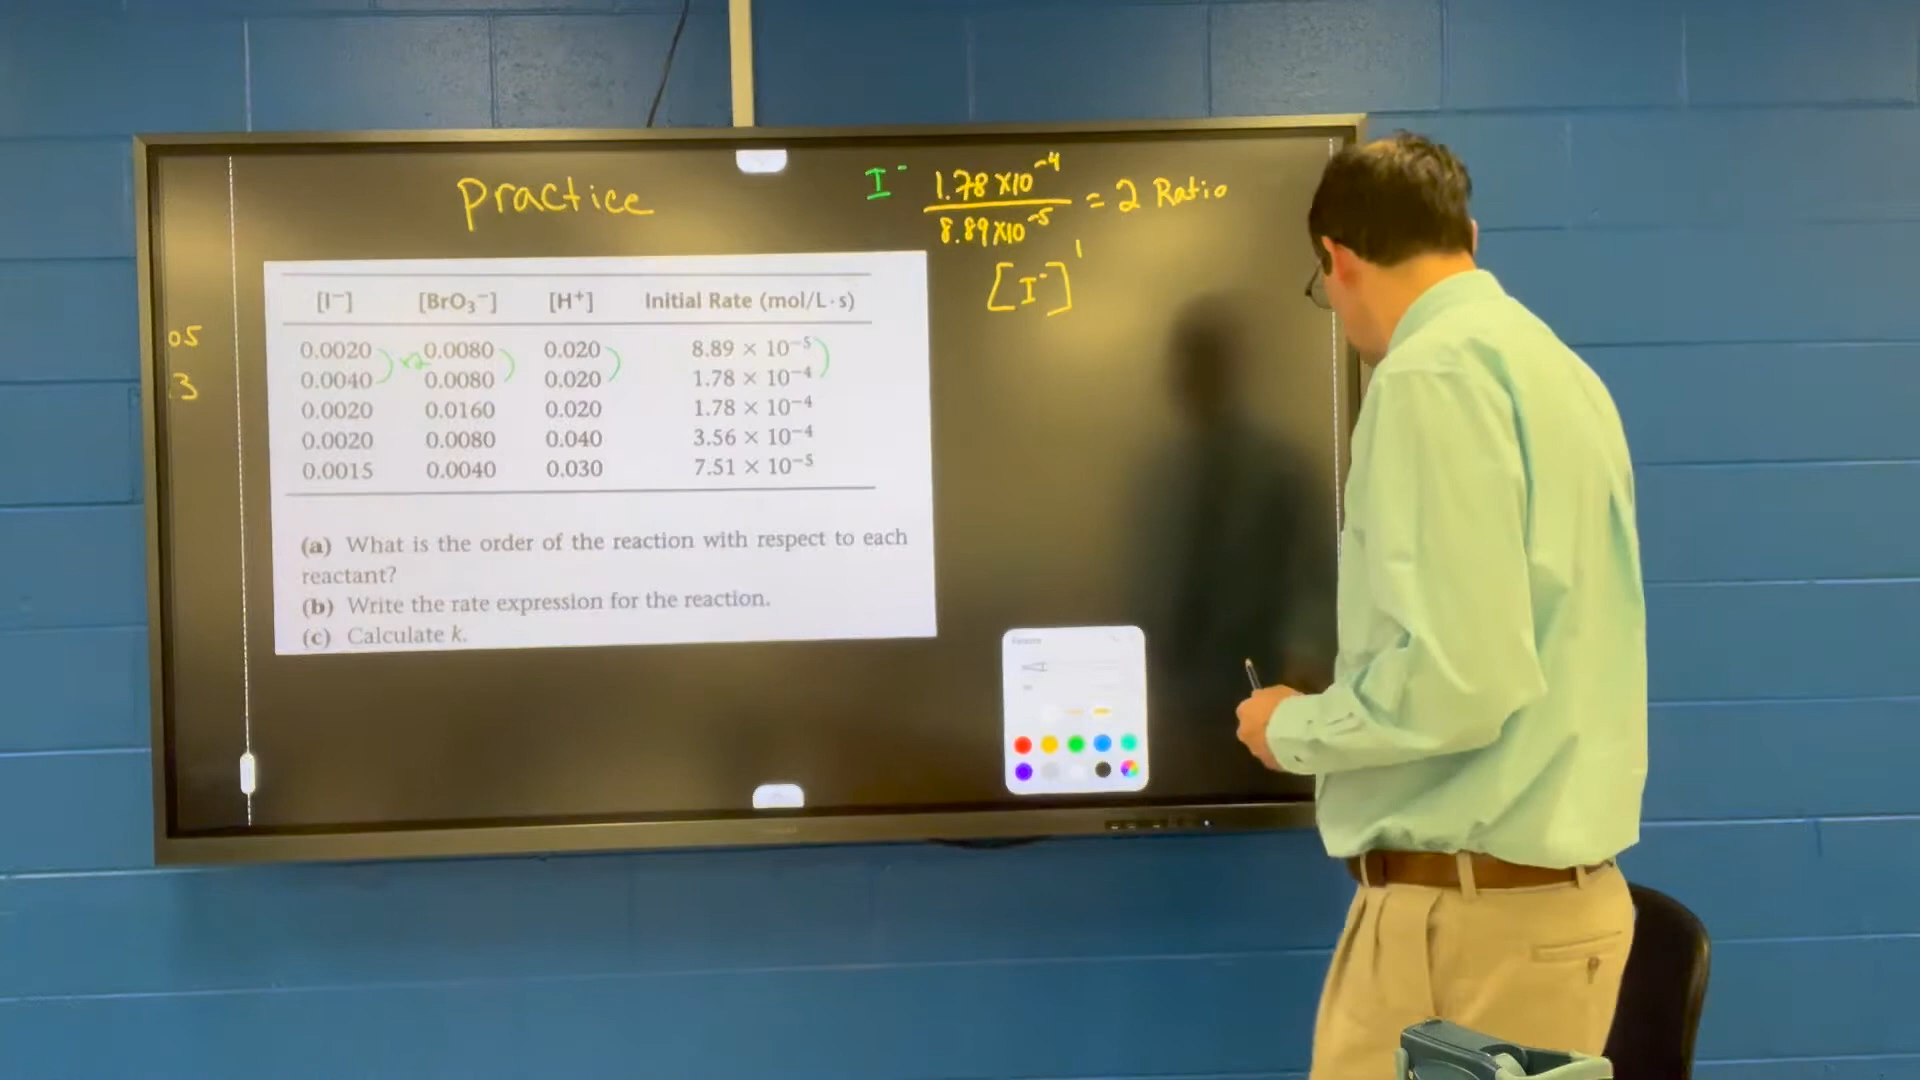 practice
I⁻ 1.78 x10⁻⁴
8.89 x10⁻⁵
= 2 Ratio
[I⁻]¹
05
3
[I⁻] [BrO₃⁻] [H⁺] Initial Rate (mol/L·s)
0.0020 x2 0.0080 0.020 8.89 × 10⁻⁵
0.0040 0.0080 0.020 1.78 × 10⁻⁴
0.0020 0.0160 0.020 1.78 × 10⁻⁴
0.0020 0.0080 0.040 3.56 × 10⁻⁴
0.0015 0.0040 0.030 7.51 × 10⁻⁵
(a) What is the order of the reaction with respect to each
reactant?
(b) Write the rate expression for the reaction.
(c) Calculate k.